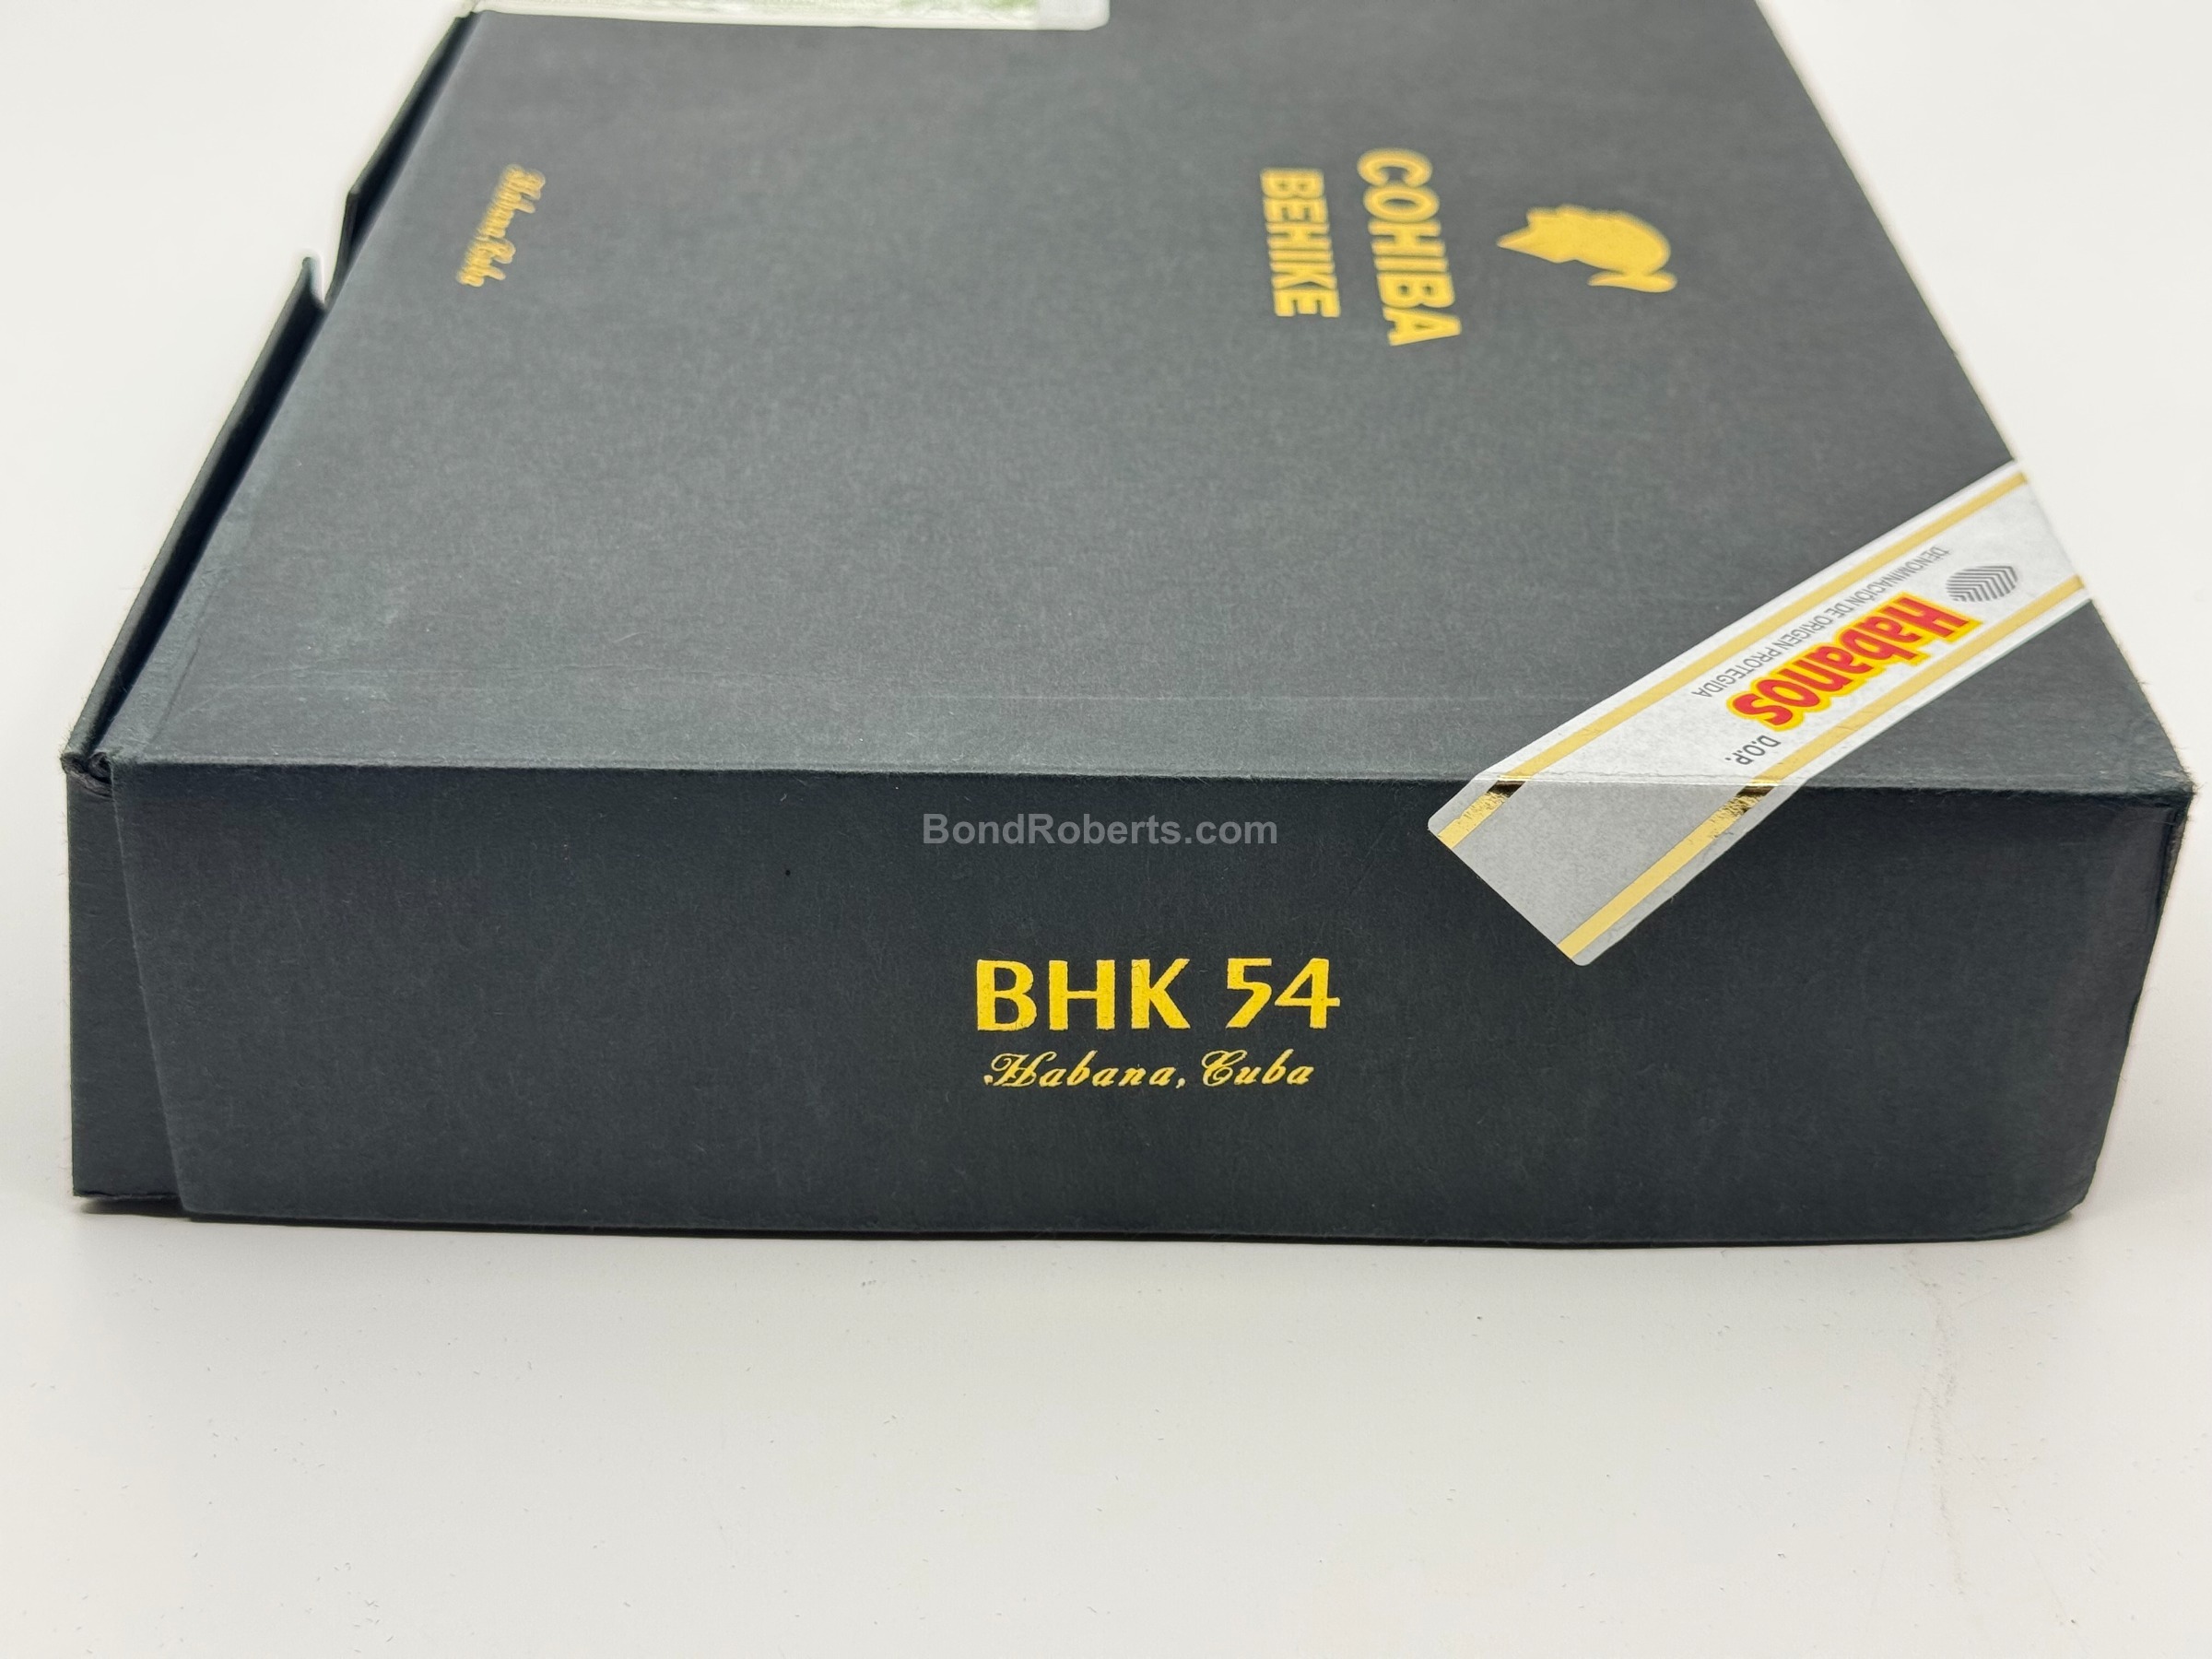 COHIBA
BEHIKE
Habana, Cuba
Habanos
D.O.P.
DENOMINACIÓN DE ORIGEN PROTEGIDA
BondRoberts.com
BHK 54
Habana, Cuba